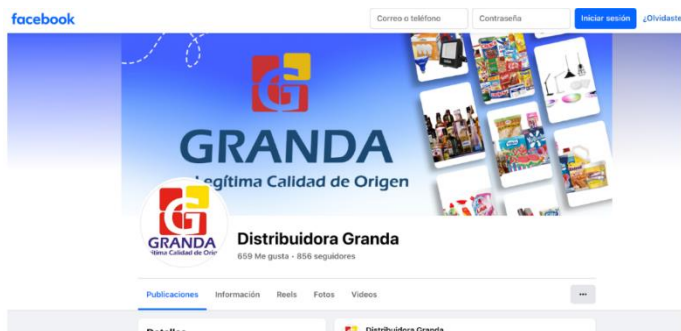 facebook
Correo o teléfono
Contraseña
Iniciar sesión
¿Olvidaste
GRANDA
Legítima Calidad de Origen
GRANDA
Distribuidora Granda
659 Me gusta • 856 seguidores
Publicaciones
Información
Reels
Fotos
Videos
...
Detalles
Distribuidora Granda